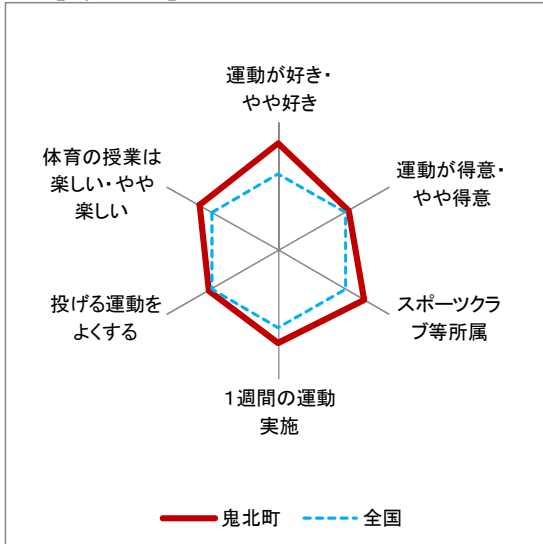 運動が好き・
やや好き
運動が得意・
やや得意
スポーツクラ
ブ等所属
１週間の運動
実施
投げる運動を
よくする
体育の授業は
楽しい・やや
楽しい
鬼北町
全国